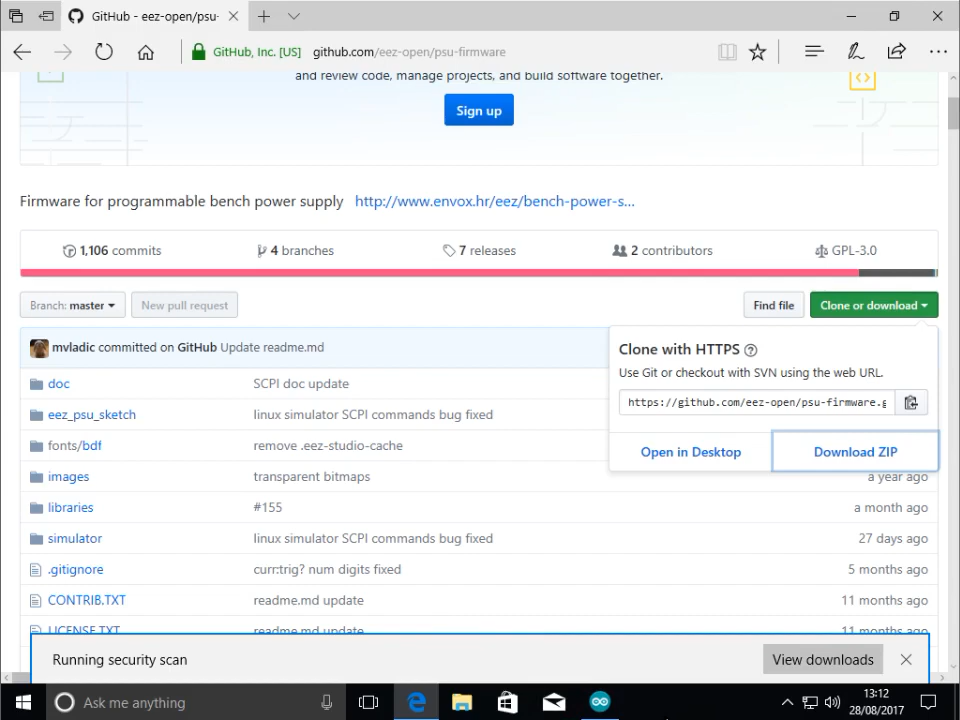 GitHub - eez-open/psu-
GitHub, Inc. [US] github.com/eez-open/psu-firmware
and review code, manage projects, and build software together.
Sign up
Firmware for programmable bench power supply http://www.envox.hr/eez/bench-power-s...
1,106 commits 4 branches 7 releases 2 contributors GPL-3.0
Branch: master New pull request Find file Clone or download
mvladic committed on GitHub Update readme.md
Clone with HTTPS
Use Git or checkout with SVN using the web URL.
https://github.com/eez-open/psu-firmware.g
Open in Desktop Download ZIP
doc SCPI doc update
eez_psu_sketch linux simulator SCPI commands bug fixed
fonts/bdf remove .eez-studio-cache
images transparent bitmaps a year ago
libraries #155 a month ago
simulator linux simulator SCPI commands bug fixed 27 days ago
.gitignore curr:trig? num digits fixed 5 months ago
CONTRIB.TXT readme.md update 11 months ago
LICENSE.TXT readme.md update 11 months ago
Running security scan View downloads
Ask me anything
13:12
28/08/2017